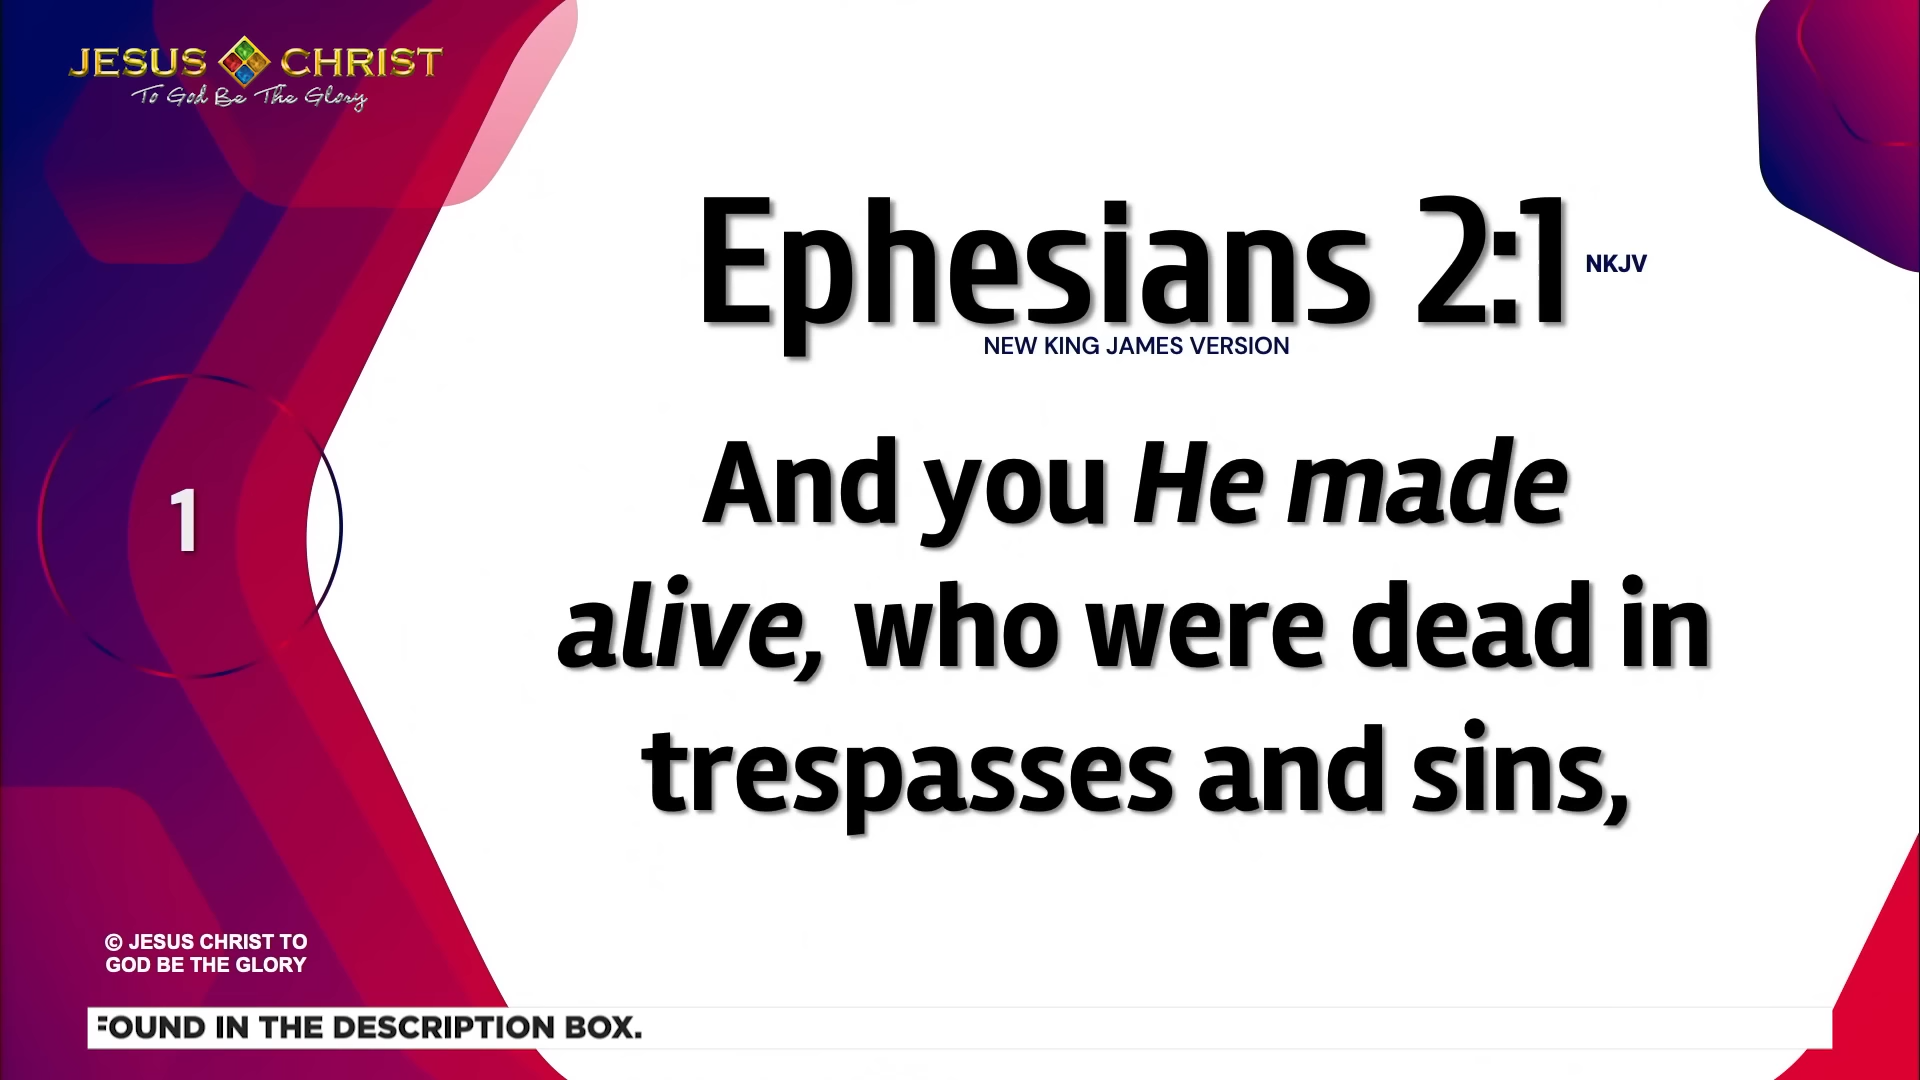 JESUS CHRIST
To God Be The Glory
Ephesians 2:1 NKJV
NEW KING JAMES VERSION
1
And you He made
alive, who were dead in
trespasses and sins,
© JESUS CHRIST TO
GOD BE THE GLORY
FOUND IN THE DESCRIPTION BOX.